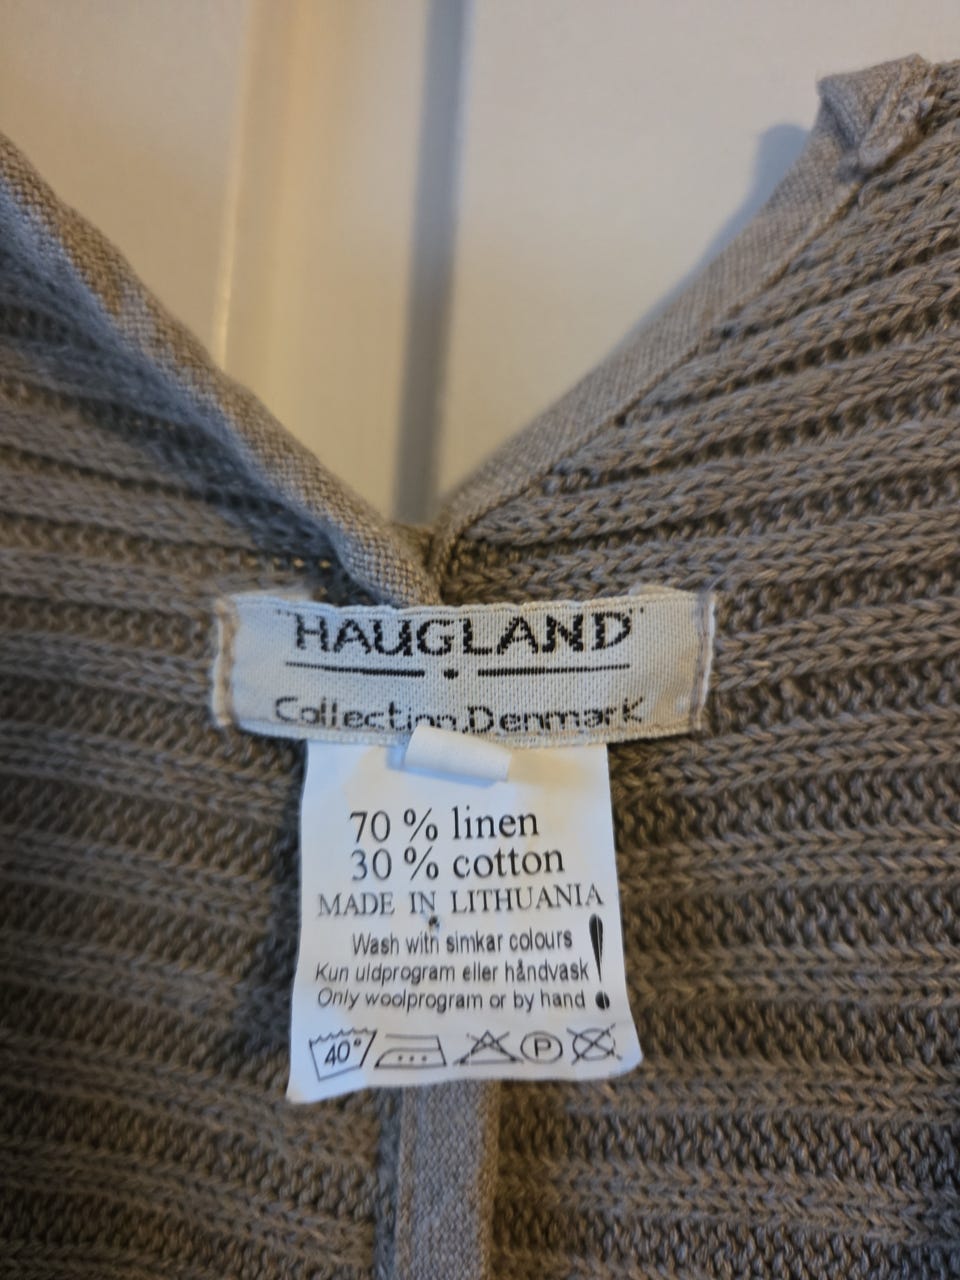 "HAUGLAND"
Collection Denmark
70 % linen
30 % cotton
MADE IN LITHUANIA
Wash with simkar colours
Kun uldprogram eller håndvask
Only woolprogram or by hand
!
40°
P